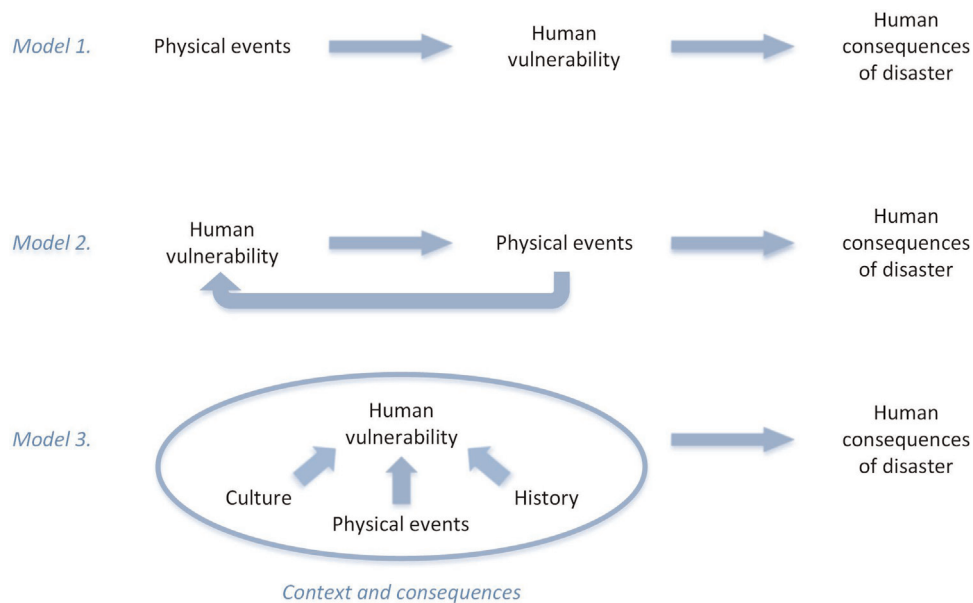 Model 1.
Physical events
Human
vulnerability
Human
consequences
of disaster
Model 2.
Human
vulnerability
Physical events
Human
consequences
of disaster
Model 3.
Human
vulnerability
Culture
Physical events
History
Human
consequences
of disaster
Context and consequences